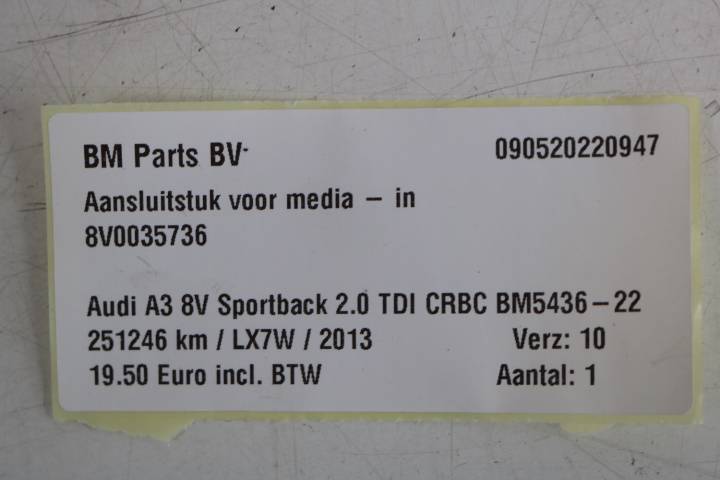 BM Parts BV 090520220947
Aansluitstuk voor media – in
8V0035736
Audi A3 8V Sportback 2.0 TDI CRBC BM5436–22
251246 km / LX7W / 2013 Verz: 10
19.50 Euro incl. BTW Aantal: 1